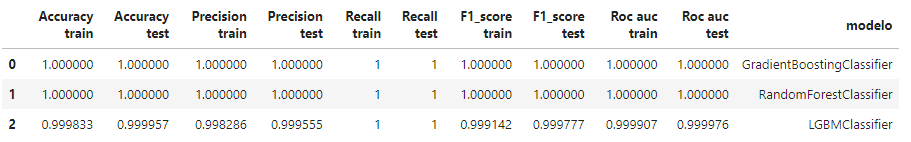 Accuracy train Accuracy test Precision train Precision test Recall train Recall test F1_score train F1_score test Roc auc train Roc auc test modelo
0 1.000000 1.000000 1.000000 1.000000 1 1 1.000000 1.000000 1.000000 1.000000 GradientBoostingClassifier
1 1.000000 1.000000 1.000000 1.000000 1 1 1.000000 1.000000 1.000000 1.000000 RandomForestClassifier
2 0.999833 0.999957 0.998286 0.999555 1 1 0.999142 0.999777 0.999907 0.999976 LGBMClassifier